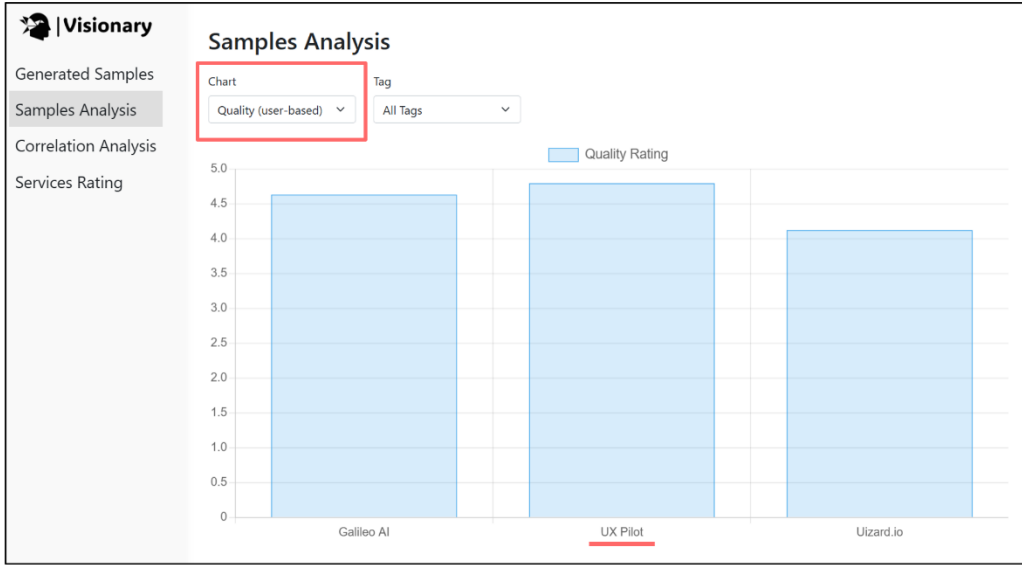 |Visionary
Generated Samples
Samples Analysis
Correlation Analysis
Services Rating
Samples Analysis
Chart
Tag
Quality (user-based)
All Tags
Quality Rating
5.0
4.5
4.0
3.5
3.0
2.5
2.0
1.5
1.0
0.5
0
Galileo AI
UX Pilot
Uizard.io